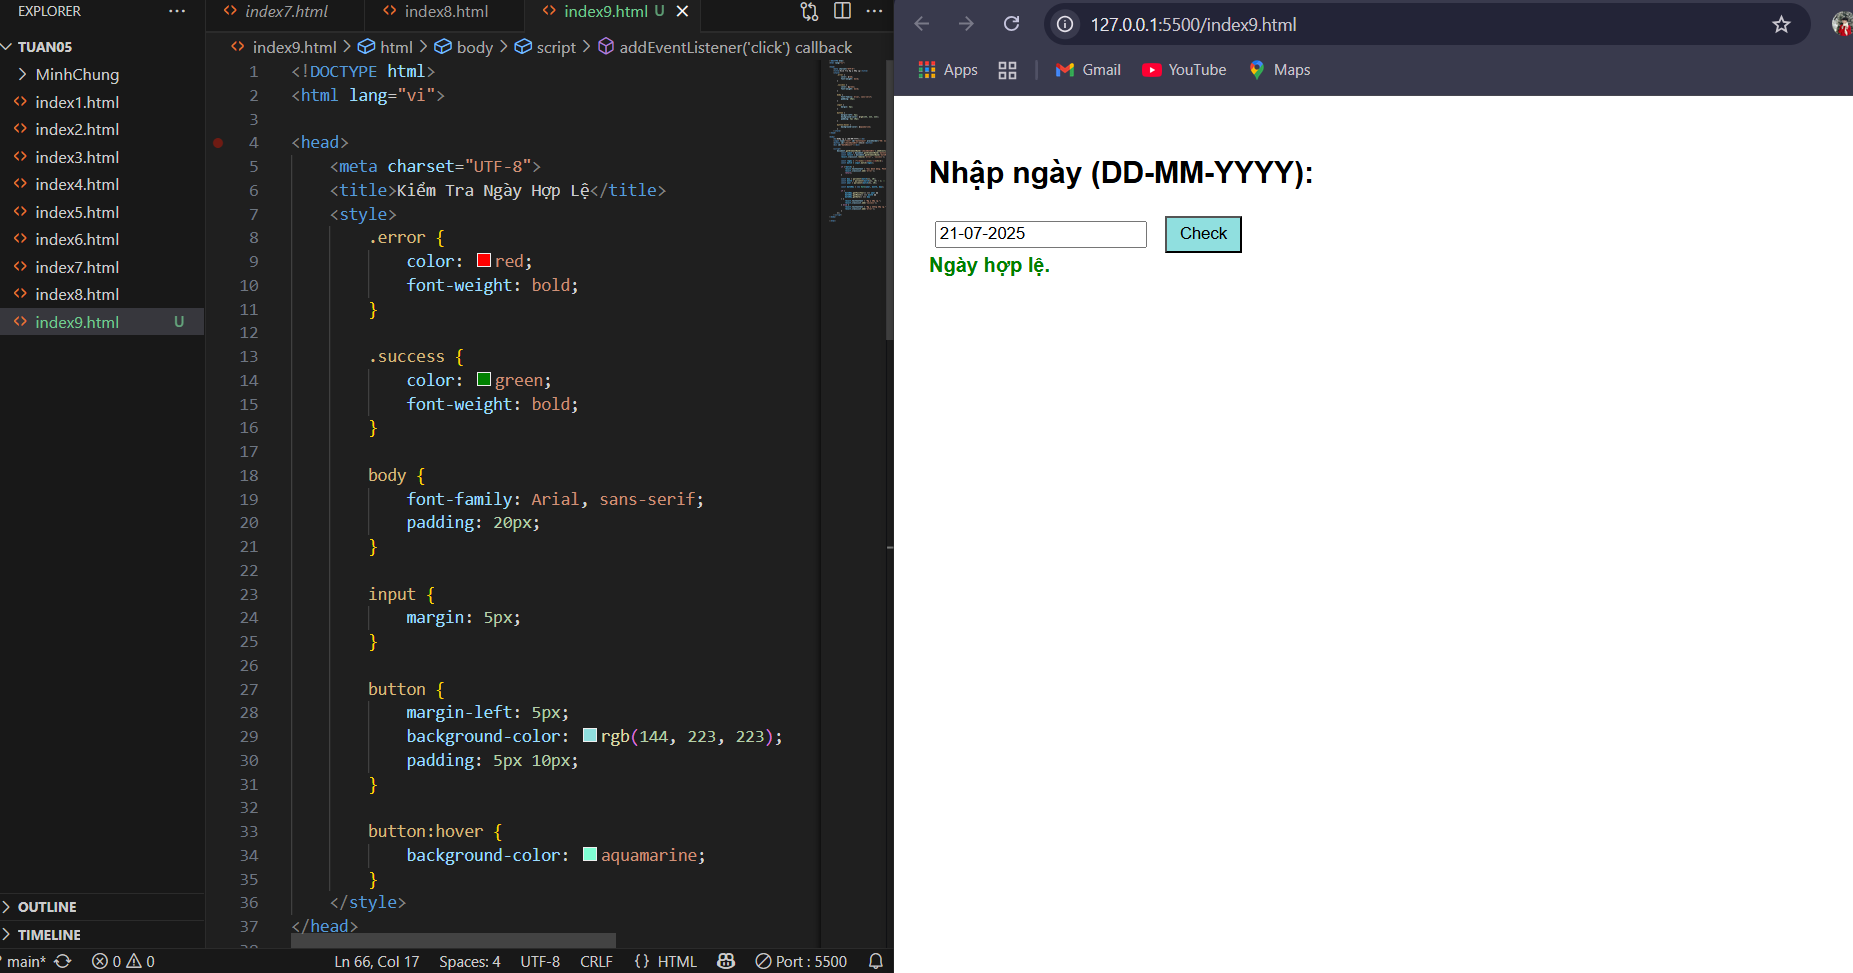 EXPLORER
TUAN05
MinhChung
index1.html
index2.html
index3.html
index4.html
index5.html
index6.html
index7.html
index8.html
index9.html U
OUTLINE
TIMELINE
index7.html index8.html index9.html U
index9.html > html > body > script > addEventListener('click') callback
1 <!DOCTYPE html>
2 <html lang="vi">
3
4 <head>
5 <meta charset="UTF-8">
6 <title>Kiểm Tra Ngày Hợp Lệ</title>
7 <style>
8 .error {
9 color: red;
10 font-weight: bold;
11 }
12
13 .success {
14 color: green;
15 font-weight: bold;
16 }
17
18 body {
19 font-family: Arial, sans-serif;
20 padding: 20px;
21 }
22
23 input {
24 margin: 5px;
25 }
26
27 button {
28 margin-left: 5px;
29 background-color: rgb(144, 223, 223);
30 padding: 5px 10px;
31 }
32
33 button:hover {
34 background-color: aquamarine;
35 }
36 </style>
37 </head>
main* 0 0 Ln 66, Col 17 Spaces: 4 UTF-8 CRLF {} HTML Port : 5500
127.0.0.1:5500/index9.html
Apps Gmail YouTube Maps
Nhập ngày (DD-MM-YYYY):
21-07-2025 Check
Ngày hợp lệ.